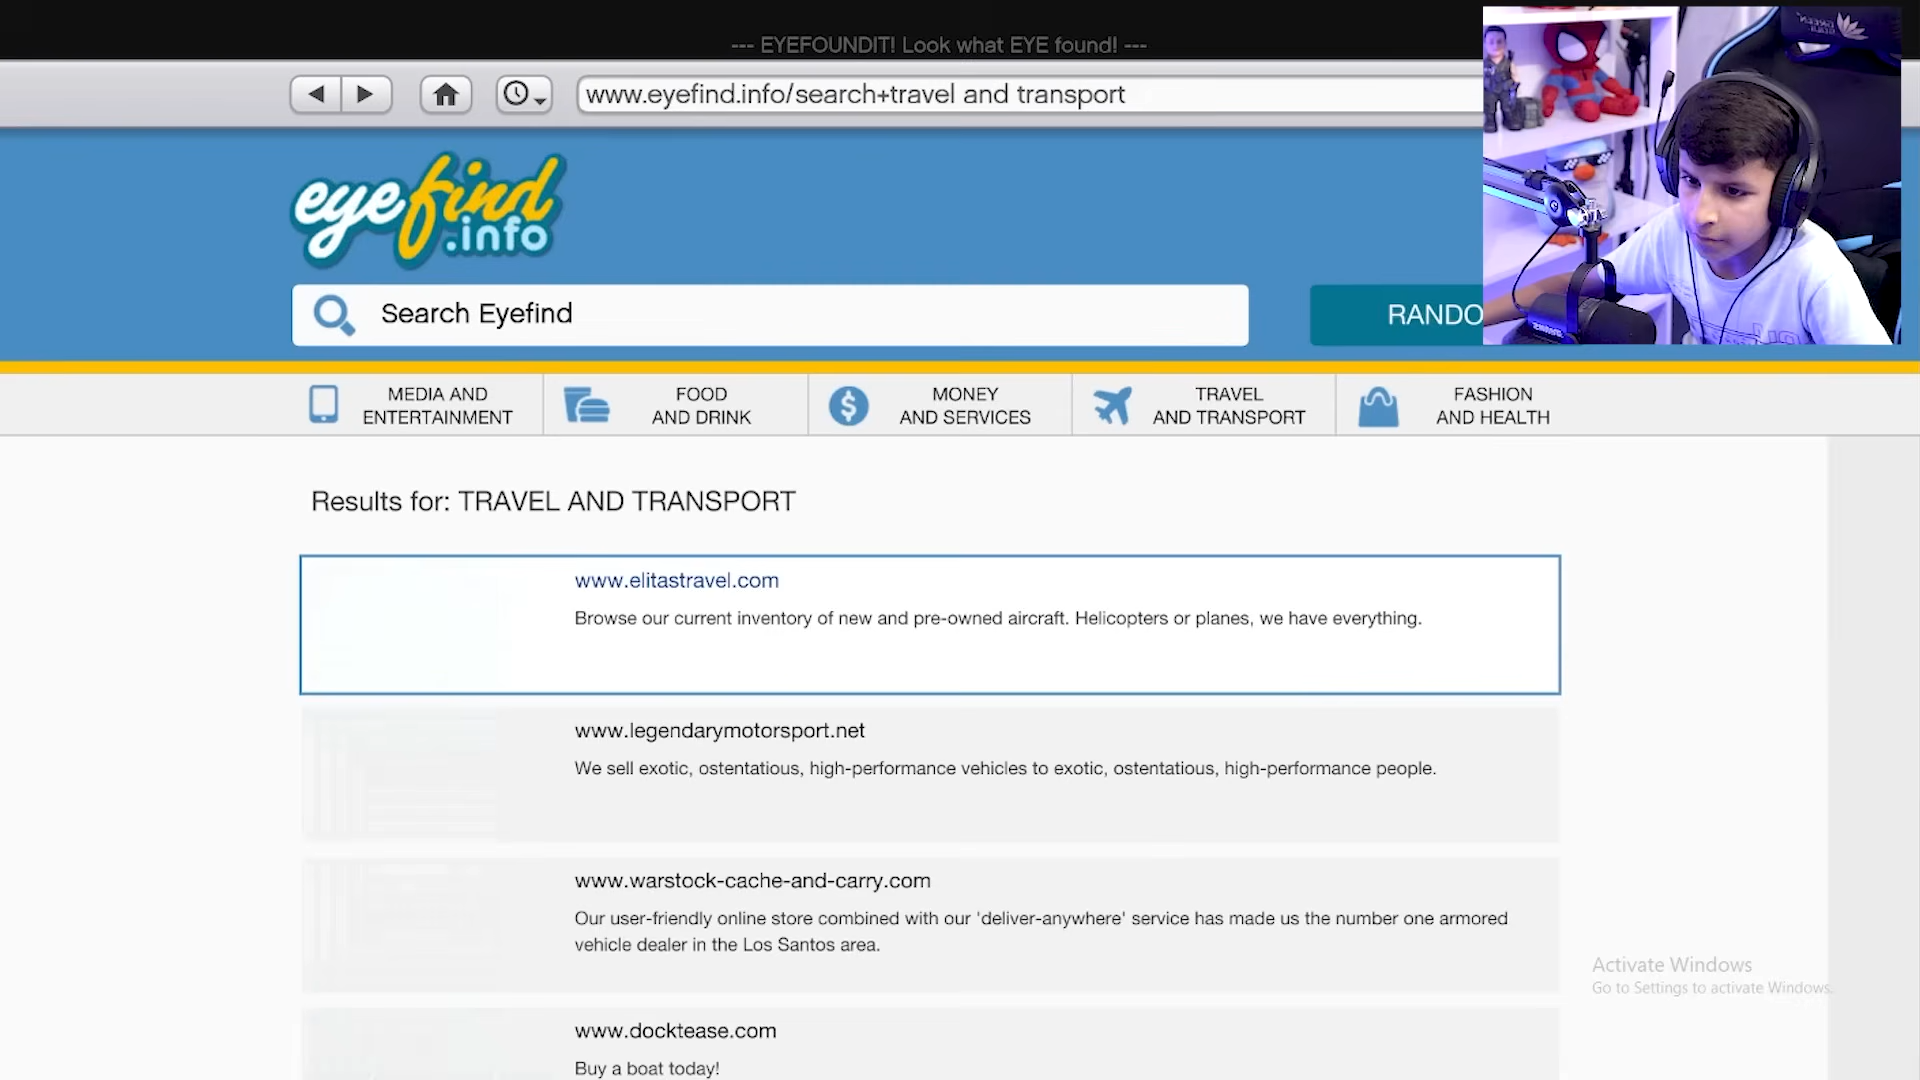 --- EYEFOUNDIT! Look what EYE found! ---
www.eyefind.info/search+travel and transport
eyefind
.info
Search Eyefind
RANDO
MEDIA AND
ENTERTAINMENT
FOOD
AND DRINK
MONEY
AND SERVICES
TRAVEL
AND TRANSPORT
FASHION
AND HEALTH
Results for: TRAVEL AND TRANSPORT
www.elitastravel.com
Browse our current inventory of new and pre-owned aircraft. Helicopters or planes, we have everything.
www.legendarymotorsport.net
We sell exotic, ostentatious, high-performance vehicles to exotic, ostentatious, high-performance people.
www.warstock-cache-and-carry.com
Our user-friendly online store combined with our 'deliver-anywhere' service has made us the number one armored
vehicle dealer in the Los Santos area.
www.docktease.com
Buy a boat today!
Activate Windows
Go to Settings to activate Windows.